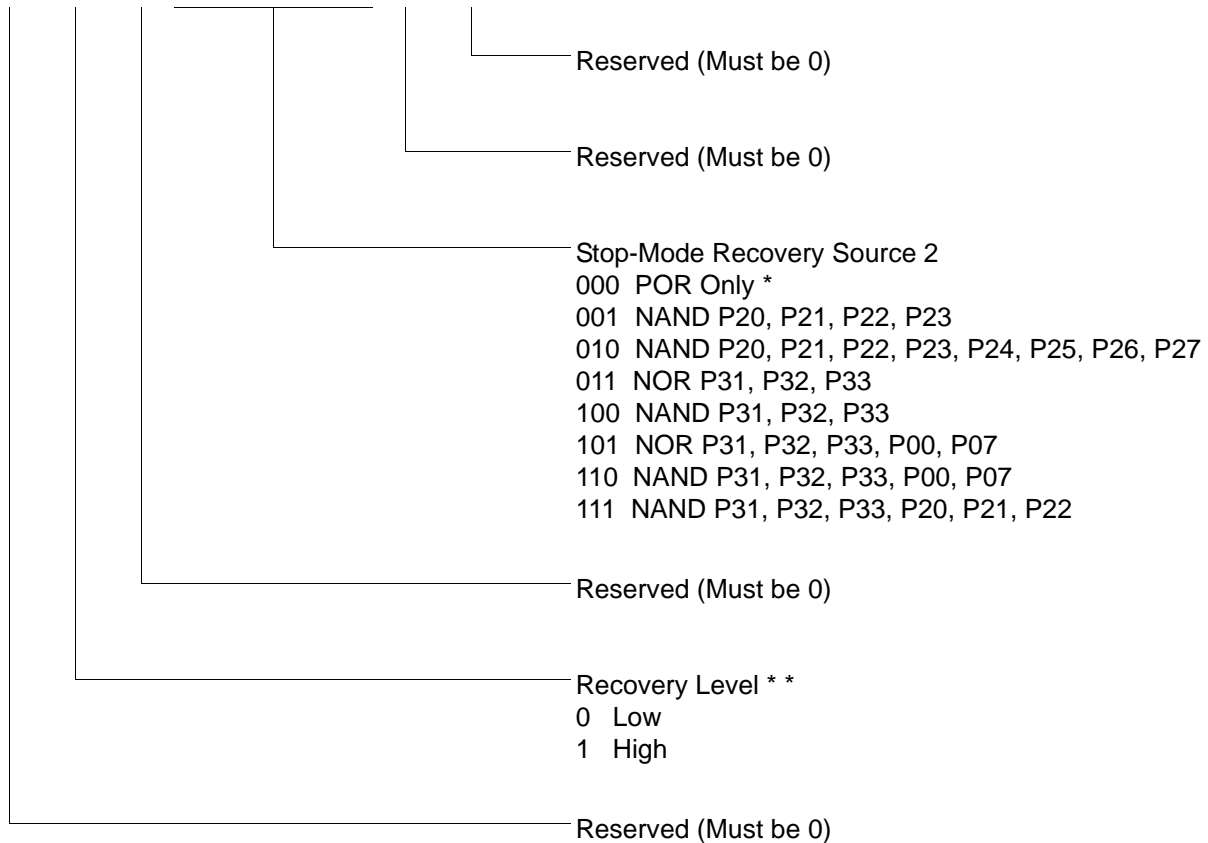 Reserved (Must be 0)
Reserved (Must be 0)
Stop-Mode Recovery Source 2
000 POR Only *
001 NAND P20, P21, P22, P23
010 NAND P20, P21, P22, P23, P24, P25, P26, P27
011 NOR P31, P32, P33
100 NAND P31, P32, P33
101 NOR P31, P32, P33, P00, P07
110 NAND P31, P32, P33, P00, P07
111 NAND P31, P32, P33, P20, P21, P22
Reserved (Must be 0)
Recovery Level * *
0 Low
1 High
Reserved (Must be 0)